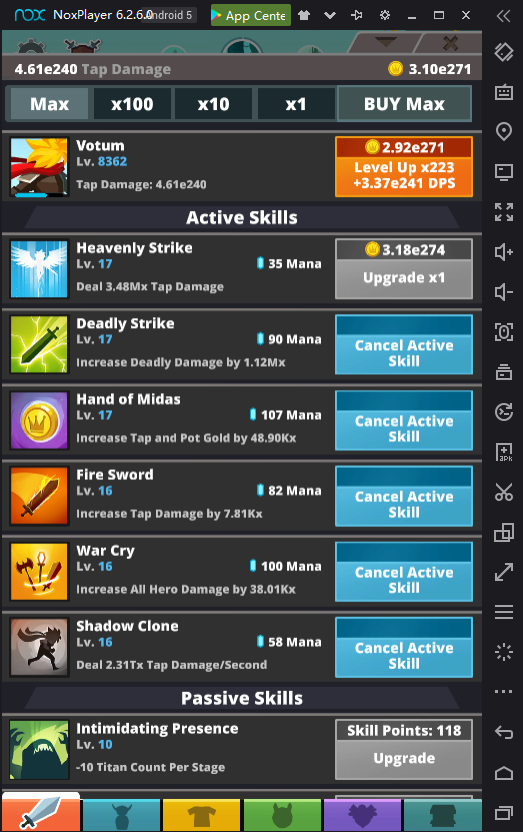 nox NoxPlayer 6.2.6.0 Android 5 App Cente
4.61e240 Tap Damage 3.10e271
Max x100 x10 x1 BUY Max
Votum
Lv. 8362
Tap Damage: 4.61e240
2.92e271
Level Up x223
+3.37e241 DPS
Active Skills
Heavenly Strike
Lv. 17
35 Mana
Deal 3.48Mx Tap Damage
3.18e274
Upgrade x1
Deadly Strike
Lv. 17
90 Mana
Increase Deadly Damage by 1.12Mx
Cancel Active
Skill
Hand of Midas
Lv. 17
107 Mana
Increase Tap and Pot Gold by 48.90Kx
Cancel Active
Skill
Fire Sword
Lv. 16
82 Mana
Increase Tap Damage by 7.81Kx
Cancel Active
Skill
War Cry
Lv. 16
100 Mana
Increase All Hero Damage by 38.01Kx
Cancel Active
Skill
Shadow Clone
Lv. 16
58 Mana
Deal 2.31Tx Tap Damage/Second
Cancel Active
Skill
Passive Skills
Intimidating Presence
Lv. 10
-10 Titan Count Per Stage
Skill Points: 118
Upgrade